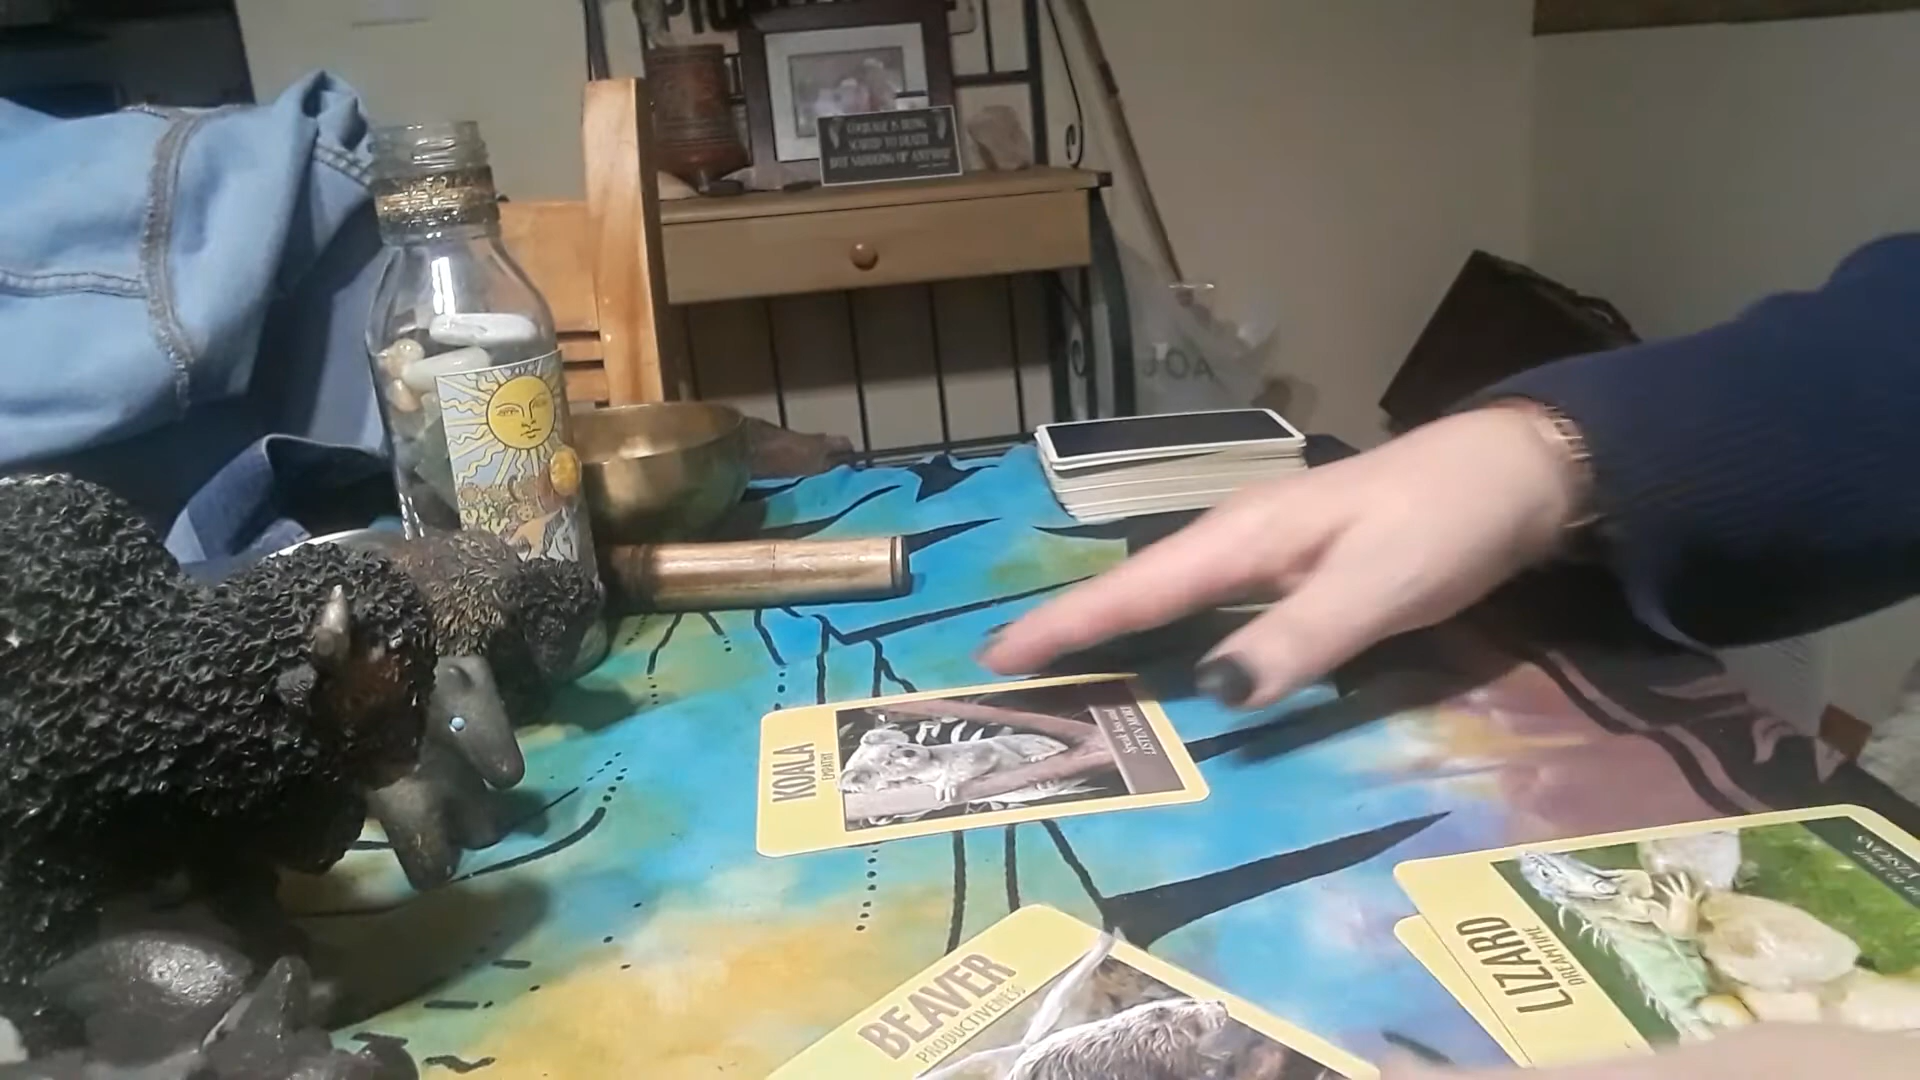 COURAGE IS BEING
SCARED TO DEATH
BUT SADDLING UP ANYWAY
KOALA
EMPATHY
Speak less and
LISTEN MORE
BEAVER
PRODUCTIVENESS
LIZARD
DREAMTIME
VISIONS